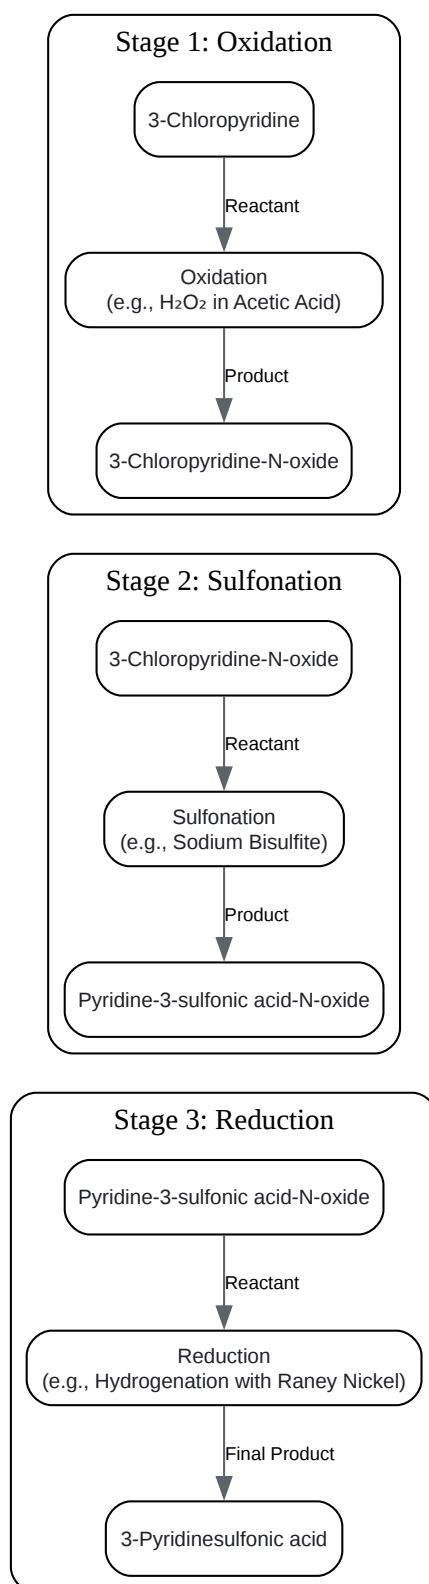 Stage 1: Oxidation
3-Chloropyridine
Reactant
Oxidation
(e.g., H₂O₂ in Acetic Acid)
Product
3-Chloropyridine-N-oxide
Stage 2: Sulfonation
3-Chloropyridine-N-oxide
Reactant
Sulfonation
(e.g., Sodium Bisulfite)
Product
Pyridine-3-sulfonic acid-N-oxide
Stage 3: Reduction
Pyridine-3-sulfonic acid-N-oxide
Reactant
Reduction
(e.g., Hydrogenation with Raney Nickel)
Final Product
3-Pyridinesulfonic acid